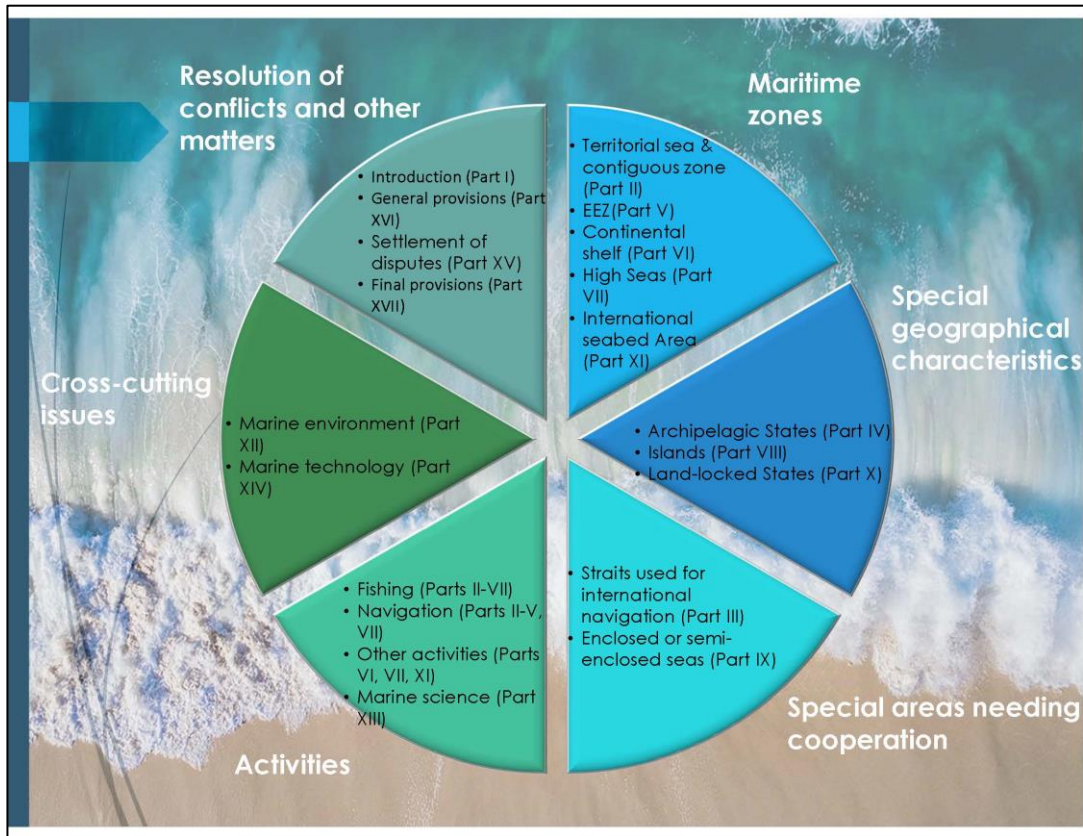 Resolution of
conflicts and other
matters
• Introduction (Part I)
• General provisions (Part
XVI)
• Settlement of
disputes (Part XV)
• Final provisions (Part
XVII)
Maritime
zones
• Territorial sea &
contiguous zone
(Part II)
• EEZ(Part V)
• Continental
shelf (Part VI)
• High Seas (Part
VII)
• International
seabed Area
(Part XI)
Special
geographical
characteristics
• Archipelagic States (Part IV)
• Islands (Part VIII)
• Land-locked States (Part X)
Cross-cutting
issues
• Marine environment (Part
XII)
• Marine technology (Part
XIV)
• Fishing (Parts II-VII)
• Navigation (Parts II-V,
VII)
• Other activities (Parts
VI, VII, XI)
• Marine science (Part
XIII)
Activities
• Straits used for
international
navigation (Part III)
• Enclosed or semi-
enclosed seas (Part IX)
Special areas needing
cooperation